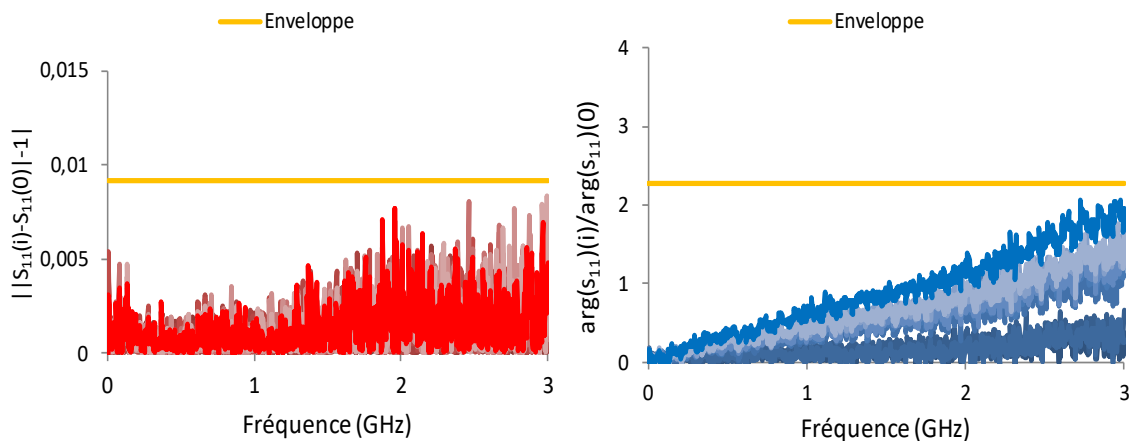 Enveloppe
0,015
0,01
0,005
0
0
1
2
3
||S11(i)-S11(0)|-1|
Fréquence (GHz)
Enveloppe
4
3
2
1
0
0
1
2
3
arg(s11)(i)/arg(s11)(0)
Fréquence (GHz)